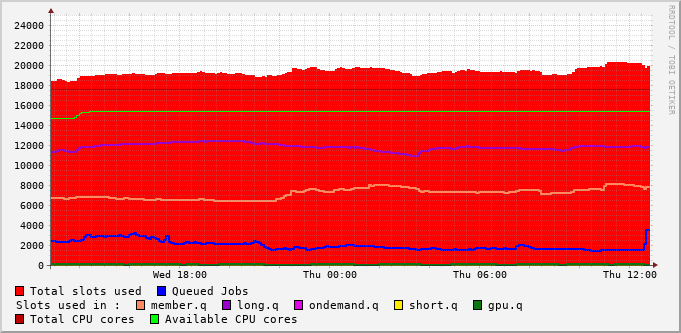 RRDTOOL / TOBI OETIKER
24000
22000
20000
18000
16000
14000
12000
10000
8000
6000
4000
2000
0
Wed 18:00 Thu 00:00 Thu 06:00 Thu 12:00
Total slots used Queued Jobs
Slots used in : member.q long.q ondemand.q short.q gpu.q
Total CPU cores Available CPU cores